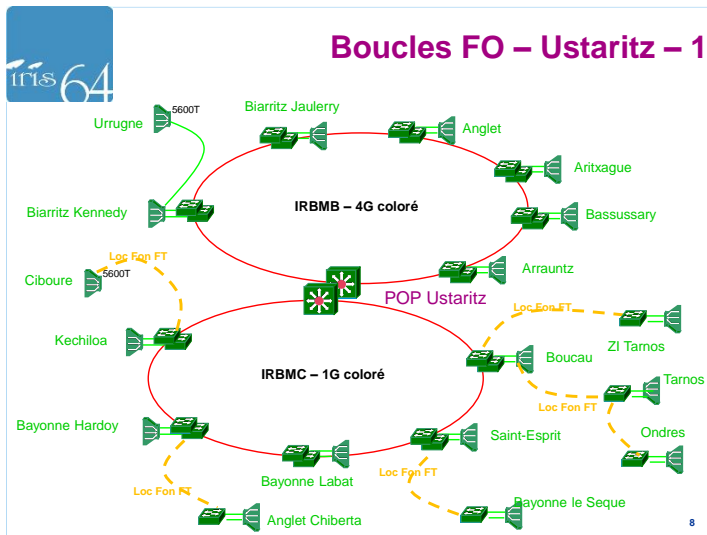 iris 64
Boucles FO – Ustaritz – 1
5600T
Urrugne
Biarritz Jaulerry
Anglet
Aritxague
Biarritz Kennedy
IRBMB – 4G coloré
Bassussary
Loc Fon FT
Arrauntz
Ciboure
5600T
POP Ustaritz
Loc Fon FT
Kechiloa
Boucau
ZI Tarnos
IRBMC – 1G coloré
Tarnos
Loc Fon FT
Bayonne Hardoy
Saint-Esprit
Ondres
Loc Fon FT
Bayonne Labat
Loc Fon FT
Bayonne le Seque
Anglet Chiberta
8